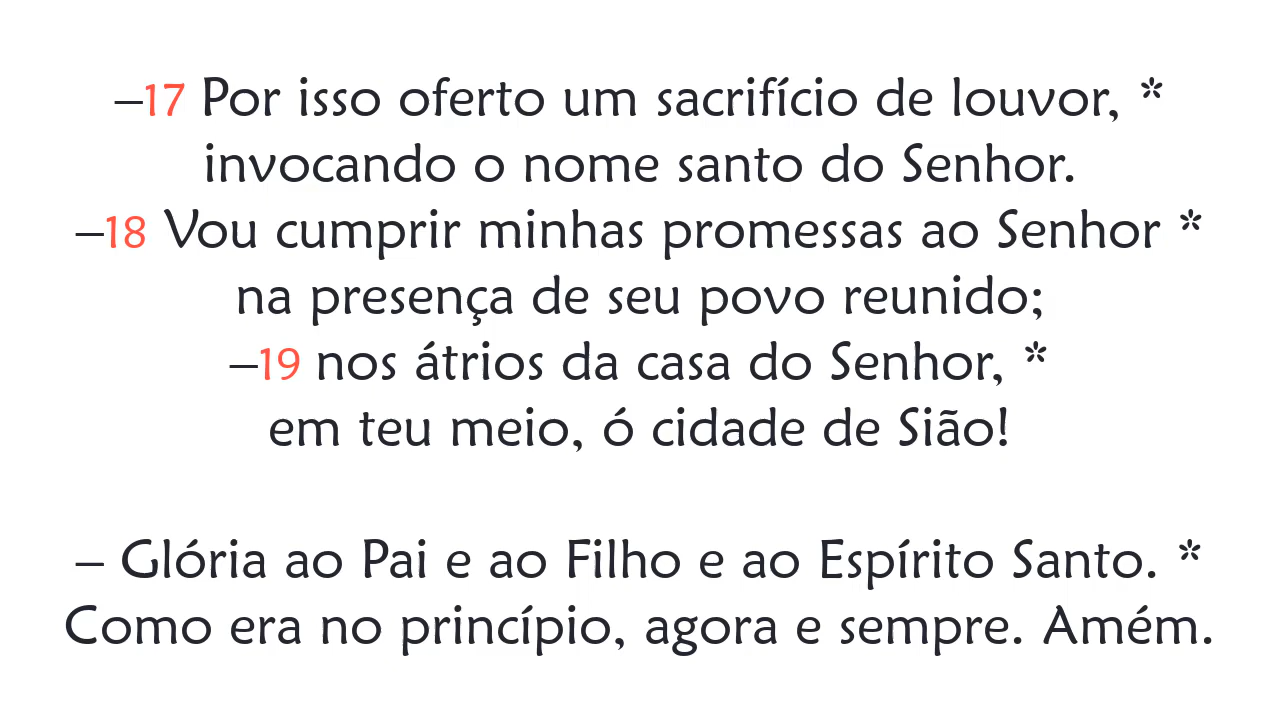 –17 Por isso oferto um sacrifício de louvor, *
invocando o nome santo do Senhor.
–18 Vou cumprir minhas promessas ao Senhor *
na presença de seu povo reunido;
–19 nos átrios da casa do Senhor, *
em teu meio, ó cidade de Sião!
– Glória ao Pai e ao Filho e ao Espírito Santo. *
Como era no princípio, agora e sempre. Amém.